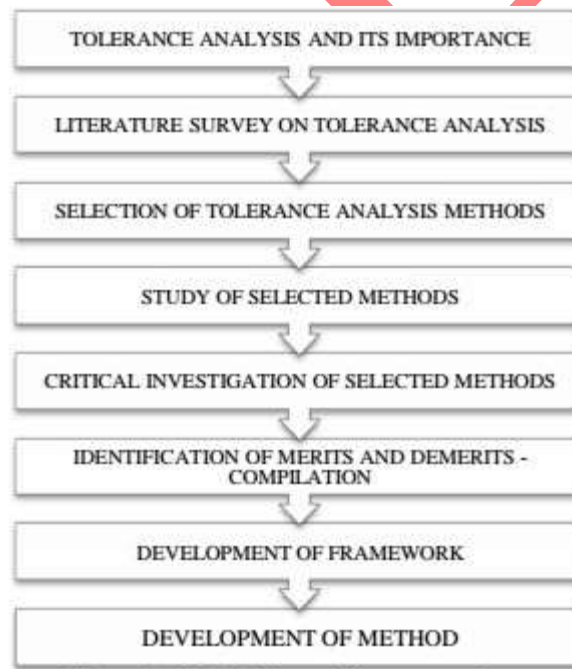 TOLERANCE ANALYSIS AND ITS IMPORTANCE
LITERATURE SURVEY ON TOLERANCE ANALYSIS
SELECTION OF TOLERANCE ANALYSIS METHODS
STUDY OF SELECTED METHODS
CRITICAL INVESTIGATION OF SELECTED METHODS
IDENTIFICATION OF MERITS AND DEMERITS -
COMPILATION
DEVELOPMENT OF FRAMEWORK
DEVELOPMENT OF METHOD